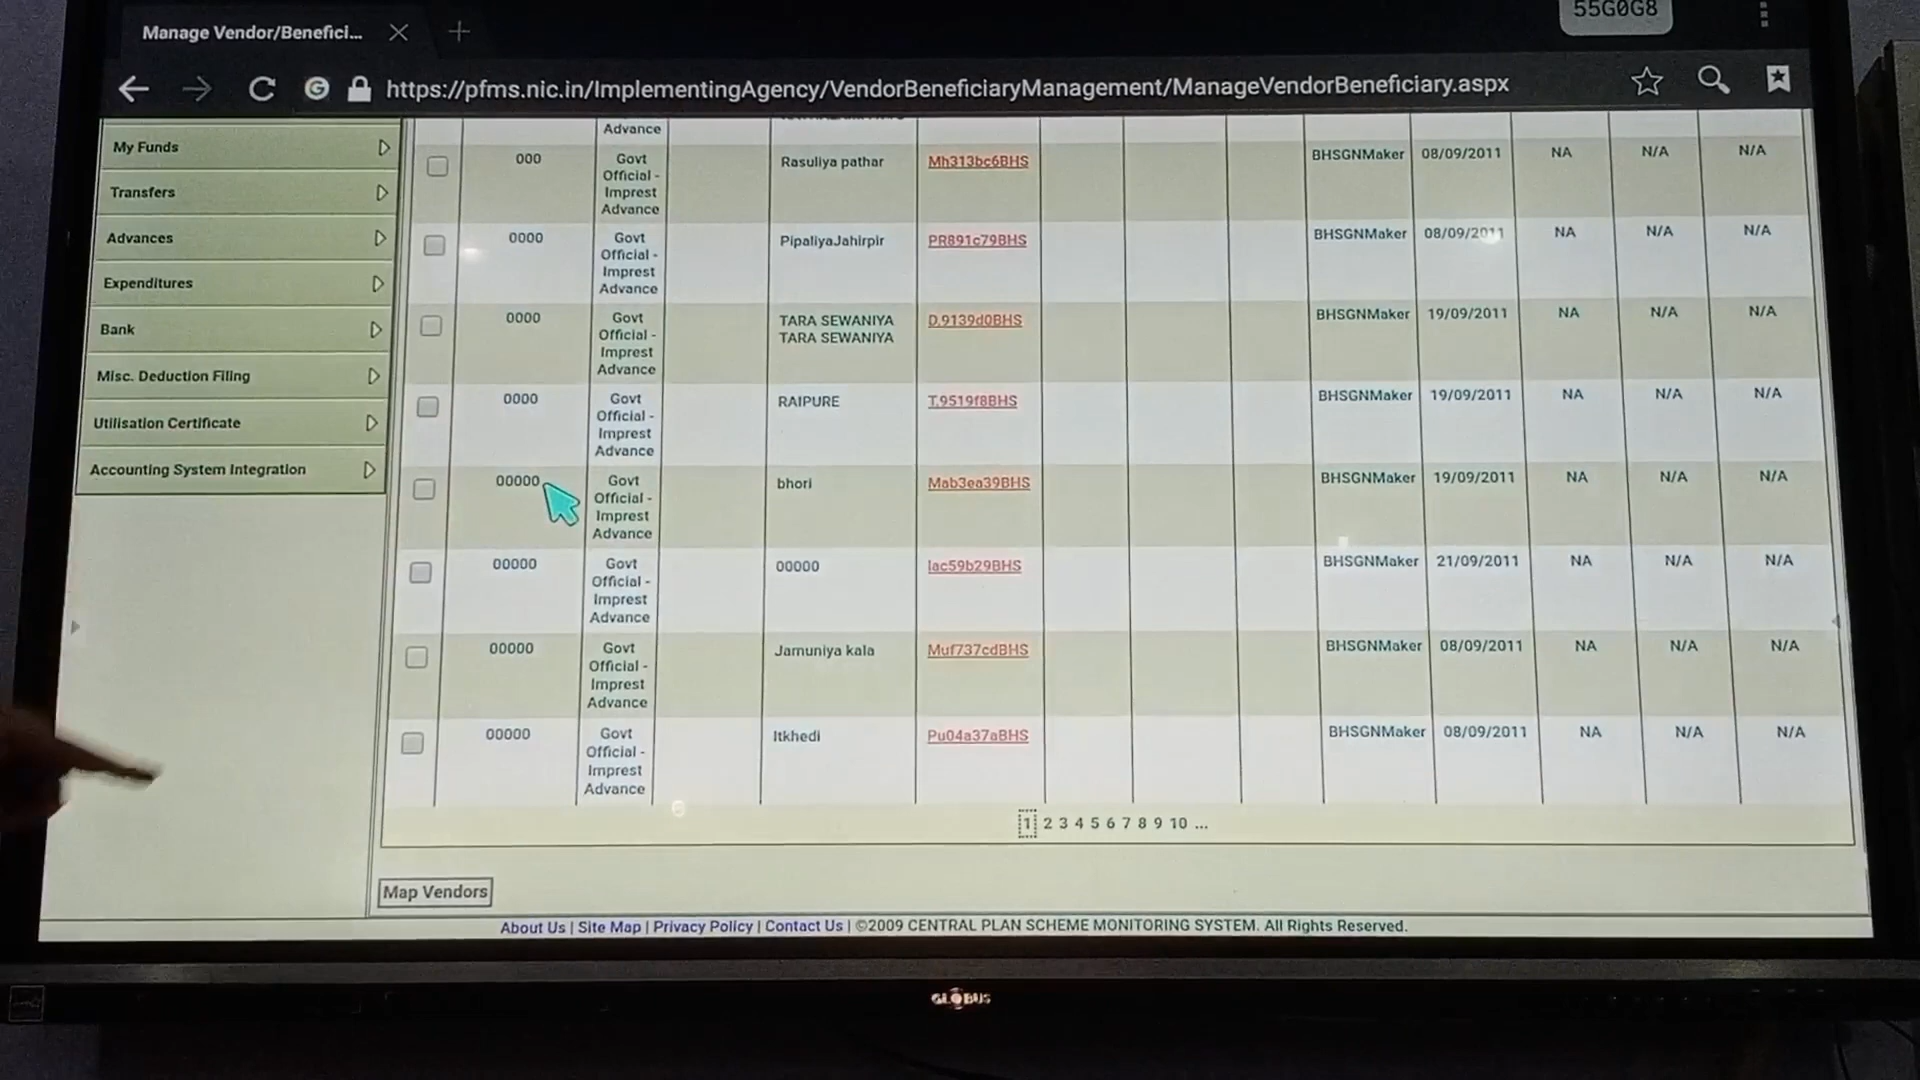 55G0G8
Manage Vendor/Benefici...
https://pfms.nic.in/ImplementingAgency/VendorBeneficiaryManagement/ManageVendorBeneficiary.aspx
My Funds
Transfers
Advances
Expenditures
Bank
Misc. Deduction Filing
Utilisation Certificate
Accounting System Integration
Advance
000 Govt Official - Imprest Advance Rasuliya pathar Mh313bc6BHS BHSGNMaker 08/09/2011 NA N/A N/A
0000 Govt Official - Imprest Advance PipaliyaJahirpir PR891c79BHS BHSGNMaker 08/09/2011 NA N/A N/A
0000 Govt Official - Imprest Advance TARA SEWANIYA TARA SEWANIYA D.9139d0BHS BHSGNMaker 19/09/2011 NA N/A N/A
0000 Govt Official - Imprest Advance RAIPURE T.9519f8BHS BHSGNMaker 19/09/2011 NA N/A N/A
00000 Govt Official - Imprest Advance bhori Mab3ea39BHS BHSGNMaker 19/09/2011 NA N/A N/A
00000 Govt Official - Imprest Advance 00000 lac59b29BHS BHSGNMaker 21/09/2011 NA N/A N/A
00000 Govt Official - Imprest Advance Jamuniya kala Muf737cdBHS BHSGNMaker 08/09/2011 NA N/A N/A
00000 Govt Official - Imprest Advance Itkhedi Pu04a37aBHS BHSGNMaker 08/09/2011 NA N/A N/A
1 2 3 4 5 6 7 8 9 10 ...
Map Vendors
About Us | Site Map | Privacy Policy | Contact Us | ©2009 CENTRAL PLAN SCHEME MONITORING SYSTEM. All Rights Reserved.
GLOBUS